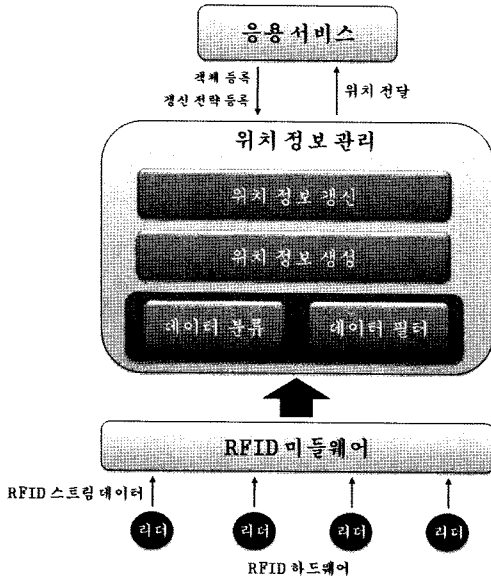 응용 서비스
객체 등록
갱신 전략 등록
위치 전달
위치 정보 관리
위치 정보 갱신
위치 정보 생성
데이터 분류
데이터 필터
RFID 미들웨어
RFID 스트림 데이터
리더
리더
리더
리더
RFID 하드웨어